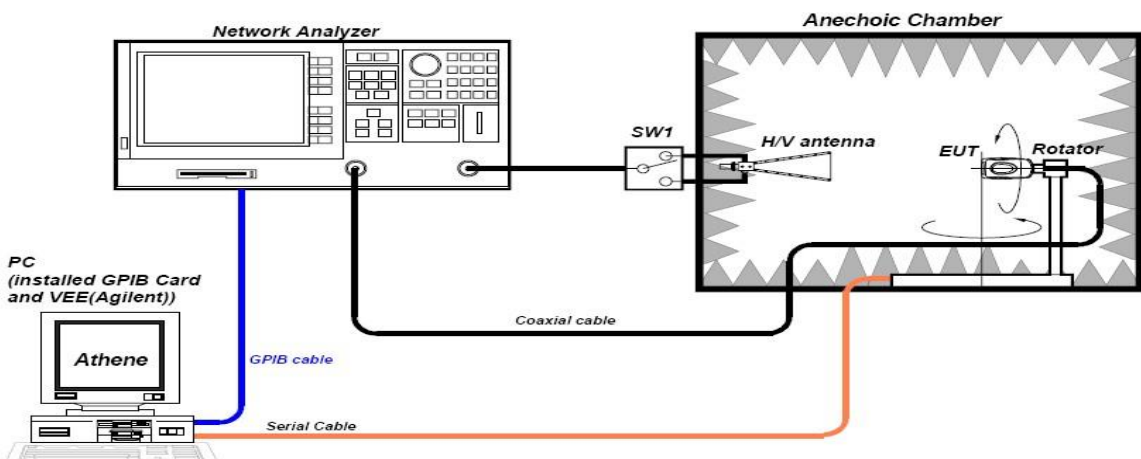 Anechoic Chamber
Network Analyzer
SW1
H/V antenna
EUT
Rotator
PC
(installed GPIB Card
and VEE(Agilent))
Coaxial cable
Athene
GPIB cable
Serial Cable